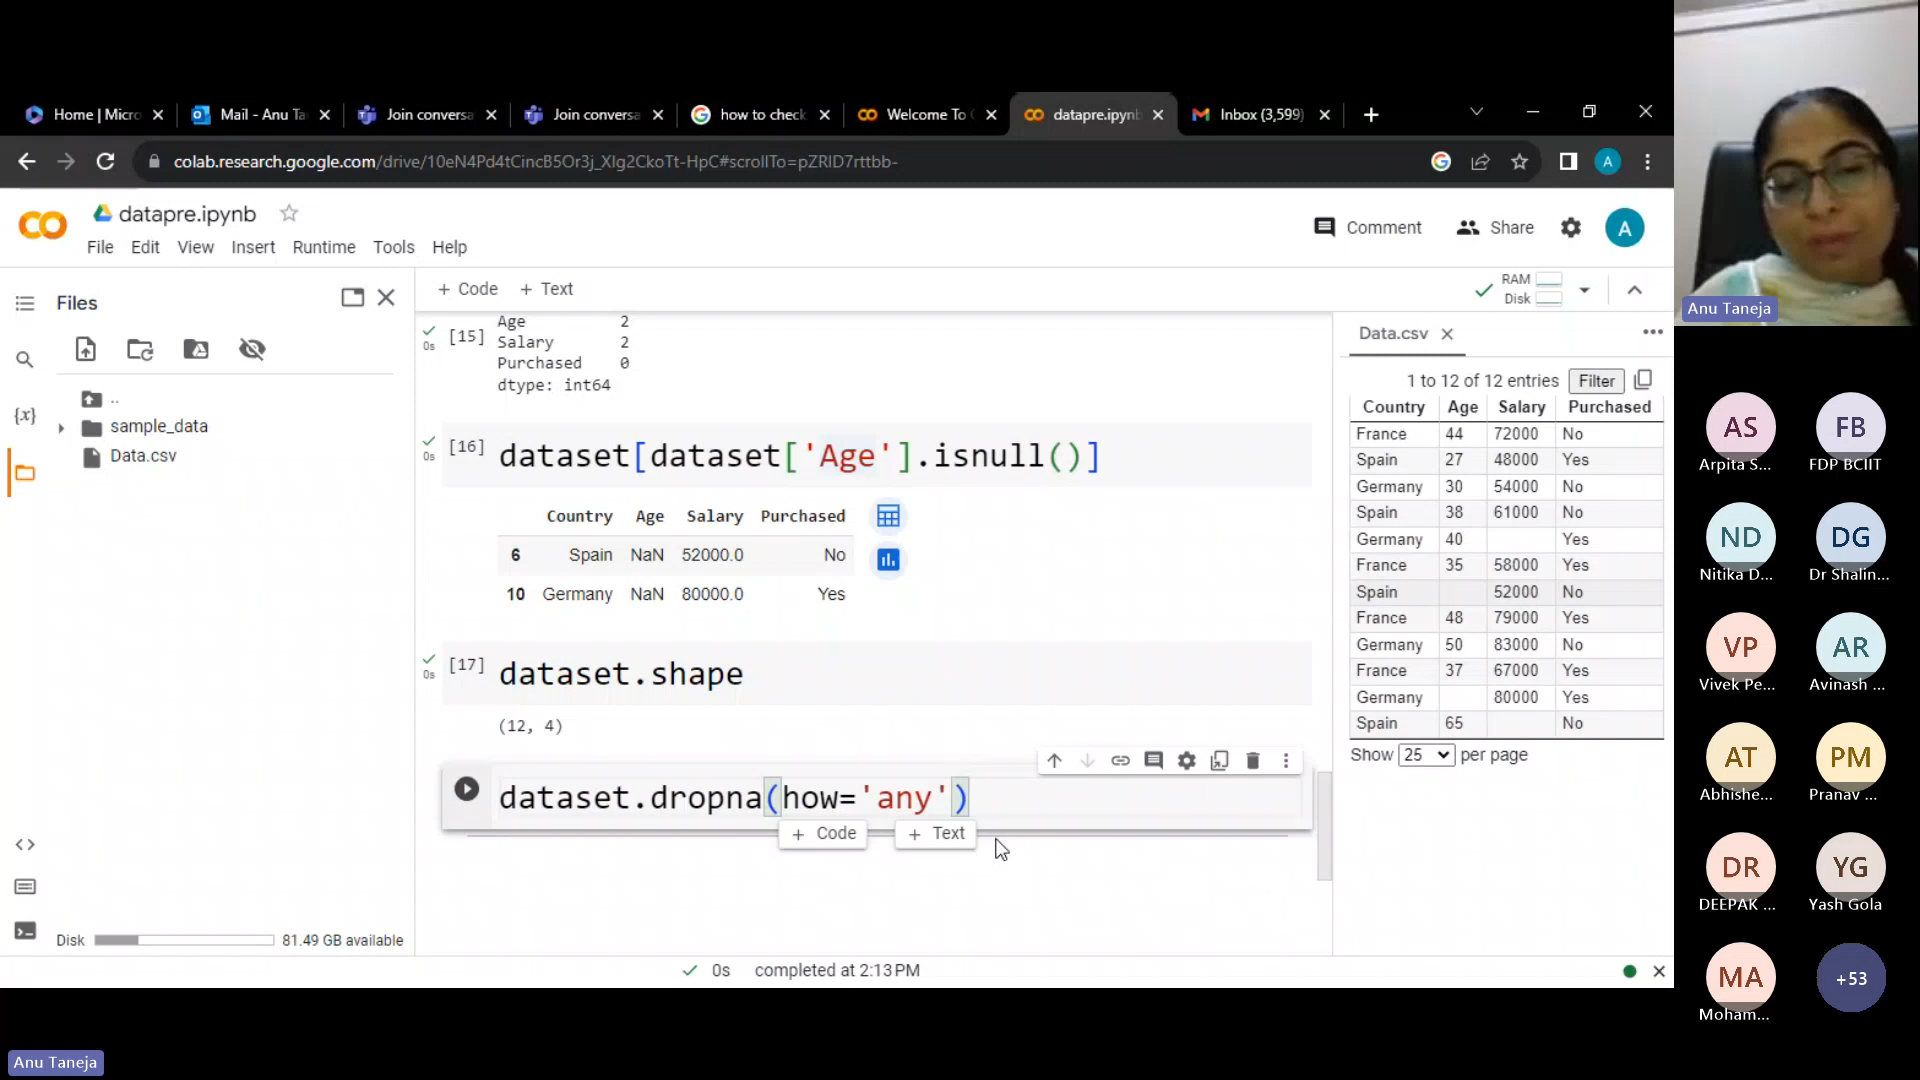 Home | Micro
Mail - Anu Ta
Join conversa
Join conversa
how to check
Welcome To C
datapre.ipynb
Inbox (3,599)
colab.research.google.com/drive/10eN4Pd4tCincB5Or3j_XIg2CkoTt-HpC#scrollTo=pZRlD7rttbb-
A
datapre.ipynb
File Edit View Insert Runtime Tools Help
Comment
Share
A
Files
+ Code + Text
RAM
Disk
..
sample_data
Data.csv
Disk
81.49 GB available
[15]
0s
Age 2
Salary 2
Purchased 0
dtype: int64
[16]
0s
dataset[dataset['Age'].isnull()]
Country Age Salary Purchased
6 Spain NaN 52000.0 No
10 Germany NaN 80000.0 Yes
[17]
0s
dataset.shape
(12, 4)
dataset.dropna(how='any')
+ Code + Text
0s completed at 2:13 PM
Data.csv
1 to 12 of 12 entries Filter
Country Age Salary Purchased
France 44 72000 No
Spain 27 48000 Yes
Germany 30 54000 No
Spain 38 61000 No
Germany 40 Yes
France 35 58000 Yes
Spain 52000 No
France 48 79000 Yes
Germany 50 83000 No
France 37 67000 Yes
Germany 80000 Yes
Spain 65 No
Show 25 per page
Anu Taneja
AS FB
Arpita S... FDP BCIIT
ND DG
Nitika D... Dr Shalin...
VP AR
Vivek Pe... Avinash ...
AT PM
Abhishe... Pranav ...
DR YG
DEEPAK ... Yash Gola
MA +53
Moham...
Anu Taneja